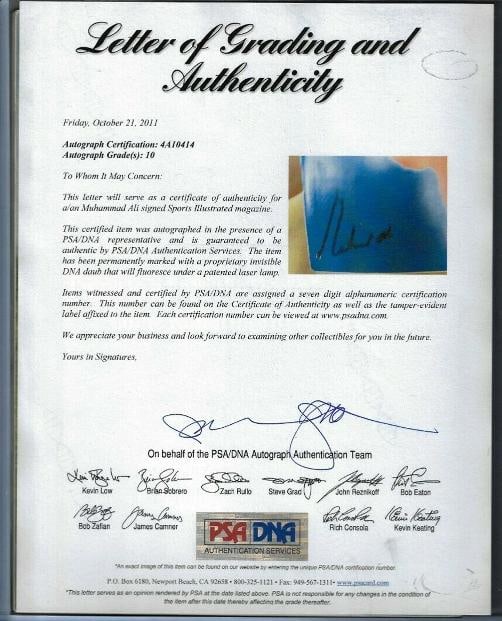 Letter of Grading and
Authenticity
Friday, October 21, 2011
Autograph Certification: 4A10414
Autograph Grade(s): 10
To Whom It May Concern:
This letter will serve as a certificate of authenticity for
a/an Muhammad Ali signed Sports Illustrated magazine.
This certified item was autographed in the presence of a
PSA/DNA representative and is guaranteed to be
authentic by PSA/DNA Authentication Services. The item
has been permanently marked with a proprietary invisible
DNA daub that will fluoresce under a patented laser lamp.
Items witnessed and certified by PSA/DNA are assigned a seven digit alphanumeric certification
number. This number can be found on the Certificate of Authenticity as well as the tamper-evident
label affixed to the item. Each certification number can be viewed at www.psadna.com.
We appreciate your business and look forward to examining other collectibles for you in the future.
Yours in Signatures,
On behalf of the PSA/DNA Autograph Authentication Team
Kevin Low Brian Sobrero Zach Rullo Steve Grad John Reznikoff Bob Eaton
Bob Zafian James Camner Rich Consola Kevin Keating
PSA DNA
AUTHENTICATION SERVICES
*An exact image of this item can be found on our website by entering the unique PSA/DNA certification number.
P.O. Box 6180, Newport Beach, CA 92658 • 800-325-1121 • Fax: 949-567-1311 • www.psacard.com
*This letter serves as an opinion rendered by PSA at the date listed above. PSA is not responsible for any changes in the condition of
the item after this date thereby affecting the grade thereafter.